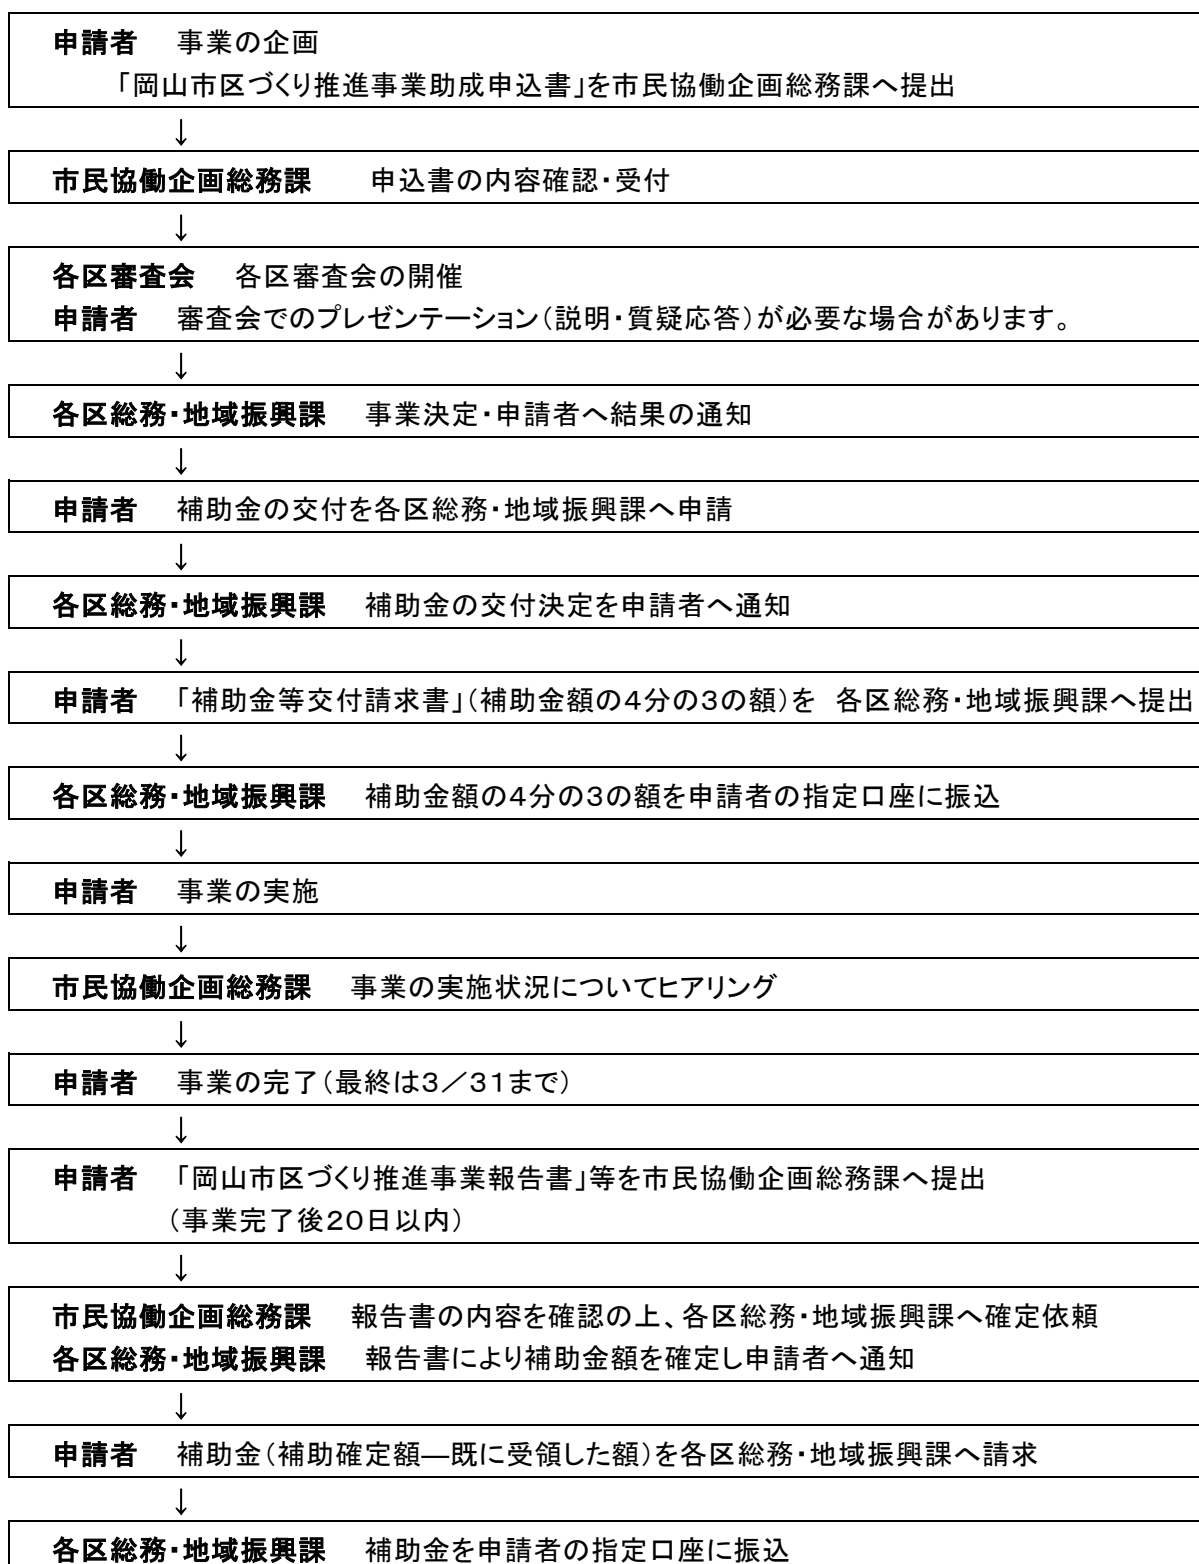 申請者　事業の企画
「岡山市区づくり推進事業助成申込書」を市民協働企画総務課へ提出
↓
市民協働企画総務課　　申込書の内容確認・受付
↓
各区審査会　各区審査会の開催
申請者　審査会でのプレゼンテーション（説明・質疑応答）が必要な場合があります。
↓
各区総務・地域振興課　事業決定・申請者へ結果の通知
↓
申請者　補助金の交付を各区総務・地域振興課へ申請
↓
各区総務・地域振興課　補助金の交付決定を申請者へ通知
↓
申請者　「補助金等交付請求書」（補助金額の４分の３の額）を　各区総務・地域振興課へ提出
↓
各区総務・地域振興課　補助金額の４分の３の額を申請者の指定口座に振込
↓
申請者　事業の実施
↓
市民協働企画総務課　事業の実施状況についてヒアリング
↓
申請者　事業の完了（最終は３／３１まで）
↓
申請者　「岡山市区づくり推進事業報告書」等を市民協働企画総務課へ提出
（事業完了後２０日以内）
↓
市民協働企画総務課　報告書の内容を確認の上、各区総務・地域振興課へ確定依頼
各区総務・地域振興課　報告書により補助金額を確定し申請者へ通知
↓
申請者　補助金（補助確定額―既に受領した額）を各区総務・地域振興課へ請求
↓
各区総務・地域振興課　補助金を申請者の指定口座に振込